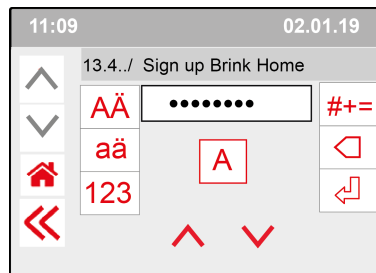 11:09 02.01.19
13.4../ Sign up Brink Home
AÄ •••••••• #+=
aä A
123